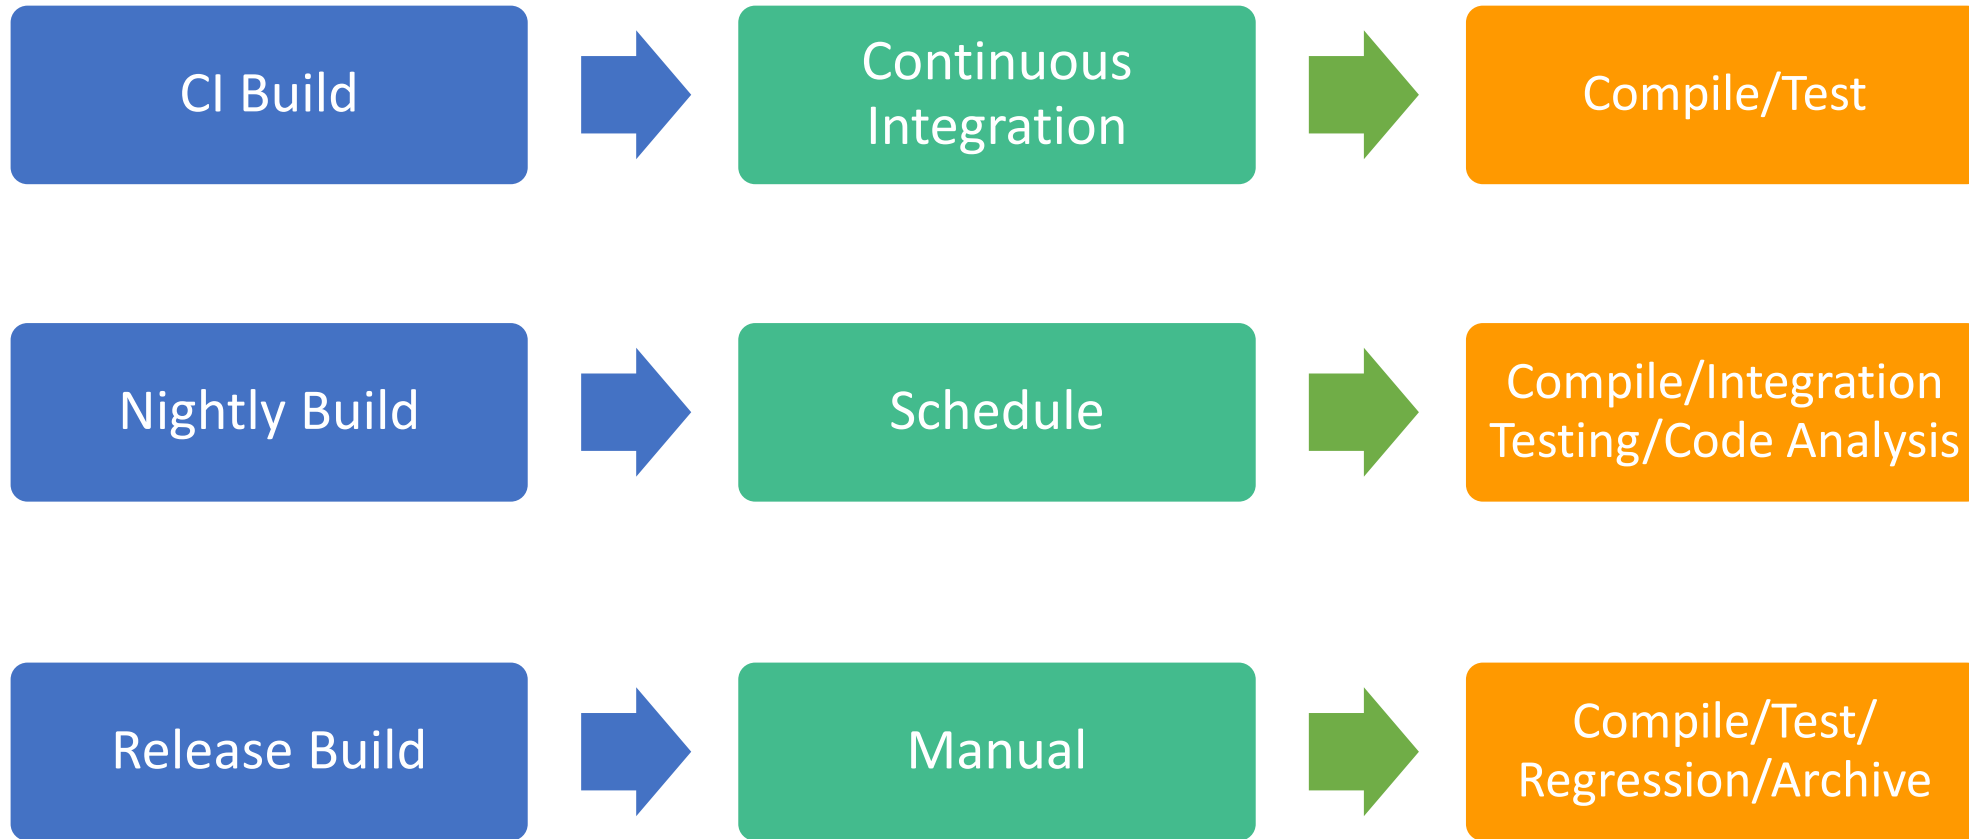 CI Build
Continuous
Integration
Compile/Test
Nightly Build
Schedule
Compile/Integration
Testing/Code Analysis
Release Build
Manual
Compile/Test/
Regression/Archive